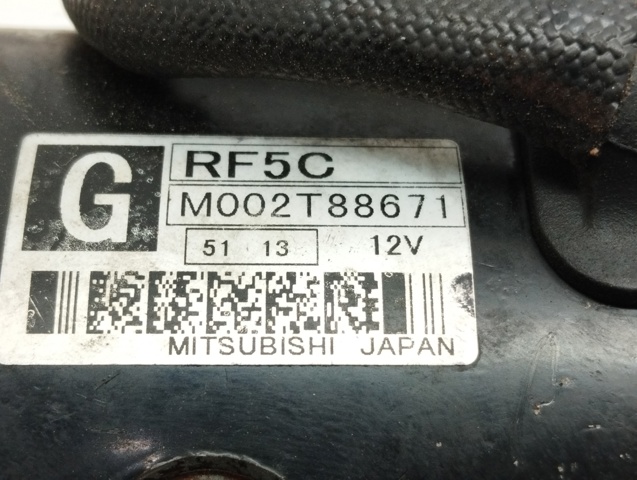 G
RF5C
M002T88671
51 13 12V
MITSUBISHI JAPAN